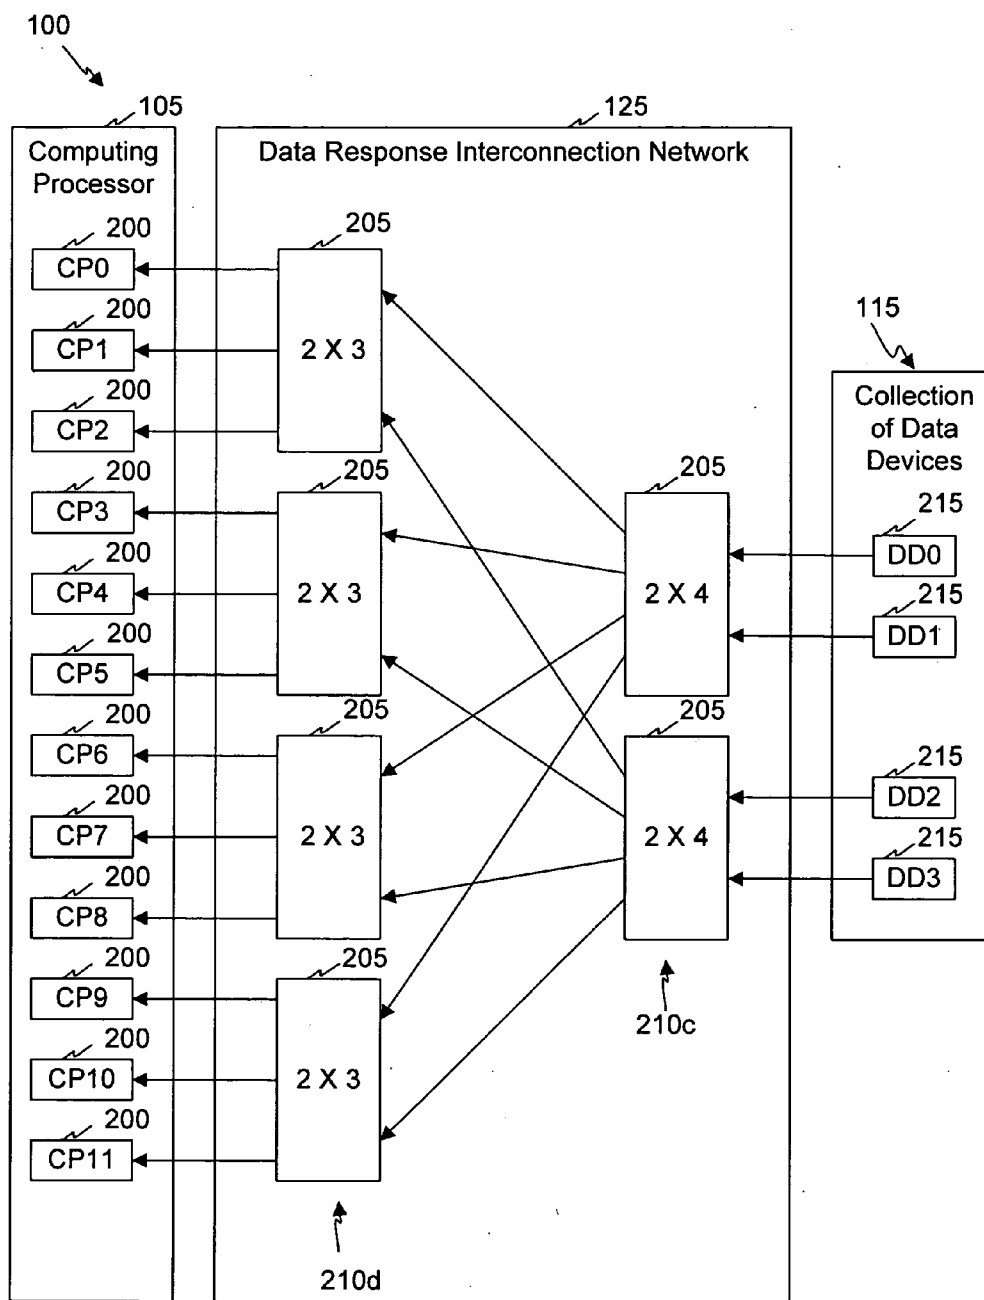 100
105
125
Computing
Processor
Data Response Interconnection Network
200
CP0
200
CP1
200
CP2
200
CP3
200
CP4
200
CP5
200
CP6
200
CP7
200
CP8
200
CP9
200
CP10
200
CP11
205
2 X 3
205
2 X 3
205
2 X 3
205
2 X 3
210d
205
2 X 4
205
2 X 4
210c
115
Collection
of Data
Devices
215
DD0
215
DD1
215
DD2
215
DD3